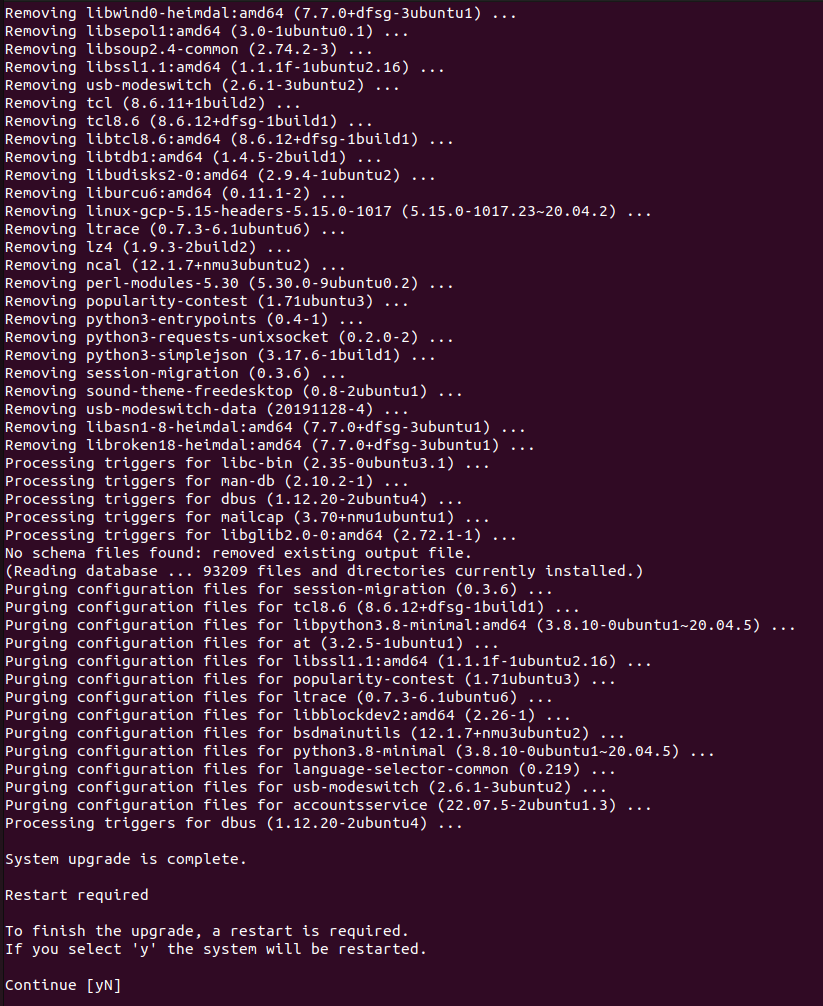 Removing libwind0-heimdal:amd64 (7.7.0+dfsg-3ubuntu1) ...
Removing libsepol1:amd64 (3.0-1ubuntu0.1) ...
Removing libsoup2.4-common (2.74.2-3) ...
Removing libssl1.1:amd64 (1.1.1f-1ubuntu2.16) ...
Removing usb-modeswitch (2.6.1-3ubuntu2) ...
Removing tcl (8.6.11+1build2) ...
Removing tcl8.6 (8.6.12+dfsg-1build1) ...
Removing libtcl8.6:amd64 (8.6.12+dfsg-1build1) ...
Removing libtdb1:amd64 (1.4.5-2build1) ...
Removing libudisks2-0:amd64 (2.9.4-1ubuntu2) ...
Removing liburcu6:amd64 (0.11.1-2) ...
Removing linux-gcp-5.15-headers-5.15.0-1017 (5.15.0-1017.23~20.04.2) ...
Removing ltrace (0.7.3-6.1ubuntu6) ...
Removing lz4 (1.9.3-2build2) ...
Removing ncal (12.1.7+nmu3ubuntu2) ...
Removing perl-modules-5.30 (5.30.0-9ubuntu0.2) ...
Removing popularity-contest (1.71ubuntu3) ...
Removing python3-entrypoints (0.4-1) ...
Removing python3-requests-unixsocket (0.2.0-2) ...
Removing python3-simplejson (3.17.6-1build1) ...
Removing session-migration (0.3.6) ...
Removing sound-theme-freedesktop (0.8-2ubuntu1) ...
Removing usb-modeswitch-data (20191128-4) ...
Removing libasn1-8-heimdal:amd64 (7.7.0+dfsg-3ubuntu1) ...
Removing libroken18-heimdal:amd64 (7.7.0+dfsg-3ubuntu1) ...
Processing triggers for libc-bin (2.35-0ubuntu3.1) ...
Processing triggers for man-db (2.10.2-1) ...
Processing triggers for dbus (1.12.20-2ubuntu4) ...
Processing triggers for mailcap (3.70+nmu1ubuntu1) ...
Processing triggers for libglib2.0-0:amd64 (2.72.1-1) ...
No schema files found: removed existing output file.
(Reading database ... 93209 files and directories currently installed.)
Purging configuration files for session-migration (0.3.6) ...
Purging configuration files for tcl8.6 (8.6.12+dfsg-1build1) ...
Purging configuration files for libpython3.8-minimal:amd64 (3.8.10-0ubuntu1~20.04.5) ...
Purging configuration files for at (3.2.5-1ubuntu1) ...
Purging configuration files for libssl1.1:amd64 (1.1.1f-1ubuntu2.16) ...
Purging configuration files for popularity-contest (1.71ubuntu3) ...
Purging configuration files for ltrace (0.7.3-6.1ubuntu6) ...
Purging configuration files for libblockdev2:amd64 (2.26-1) ...
Purging configuration files for bsdmainutils (12.1.7+nmu3ubuntu2) ...
Purging configuration files for python3.8-minimal (3.8.10-0ubuntu1~20.04.5) ...
Purging configuration files for language-selector-common (0.219) ...
Purging configuration files for usb-modeswitch (2.6.1-3ubuntu2) ...
Purging configuration files for accountsservice (22.07.5-2ubuntu1.3) ...
Processing triggers for dbus (1.12.20-2ubuntu4) ...
System upgrade is complete.
Restart required
To finish the upgrade, a restart is required.
If you select 'y' the system will be restarted.
Continue [yN]